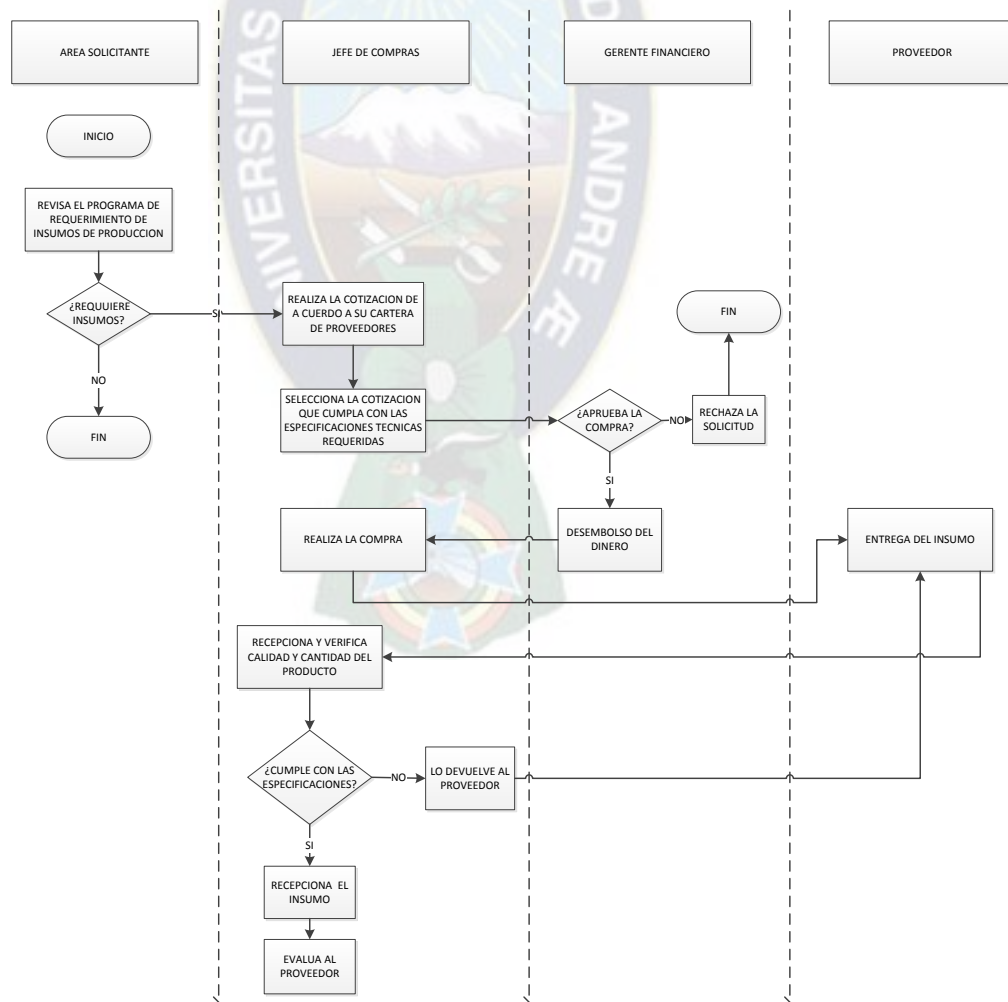 AREA SOLICITANTE
JEFE DE COMPRAS
GERENTE FINANCIERO
PROVEEDOR
INICIO
REVISA EL PROGRAMA DE
REQUERIMIENTO DE
INSUMOS DE PRODUCCION
¿REQUUIERE
INSUMOS?
SI
NO
FIN
REALIZA LA COTIZACION DE
A CUERDO A SU CARTERA
DE PROVEEDORES
SELECCIONA LA COTIZACION
QUE CUMPLA CON LAS
ESPECIFICACIONES TECNICAS
REQUERIDAS
¿APRUEBA LA
COMPRA?
NO
RECHAZA LA
SOLICITUD
FIN
SI
DESEMBOLSO DEL
DINERO
REALIZA LA COMPRA
ENTREGA DEL INSUMO
RECEPCIONA Y VERIFICA
CALIDAD Y CANTIDAD DEL
PRODUCTO
¿CUMPLE CON LAS
ESPECIFICACIONES?
NO
LO DEVUELVE AL
PROVEEDOR
SI
RECEPCIONA EL
INSUMO
EVALUA AL
PROVEEDOR
UNIVERSITAS
ANDRE Æ